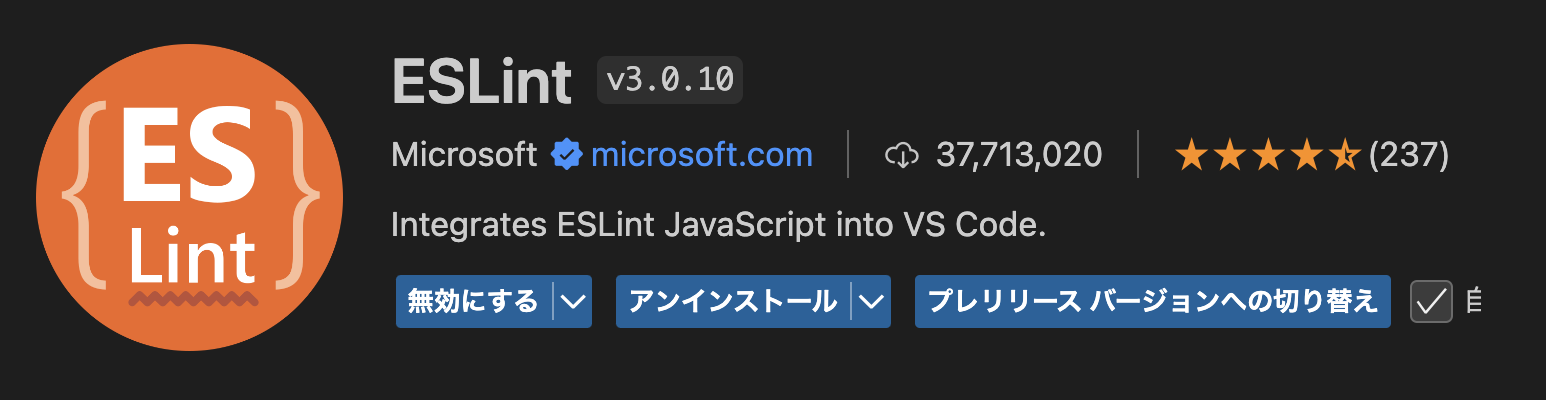 {ES
Lint}
ESLint v3.0.10
Microsoft microsoft.com 37,713,020 (237)
Integrates ESLint JavaScript into VS Code.
無効にする アンインストール プレリリース バージョンへの切り替え